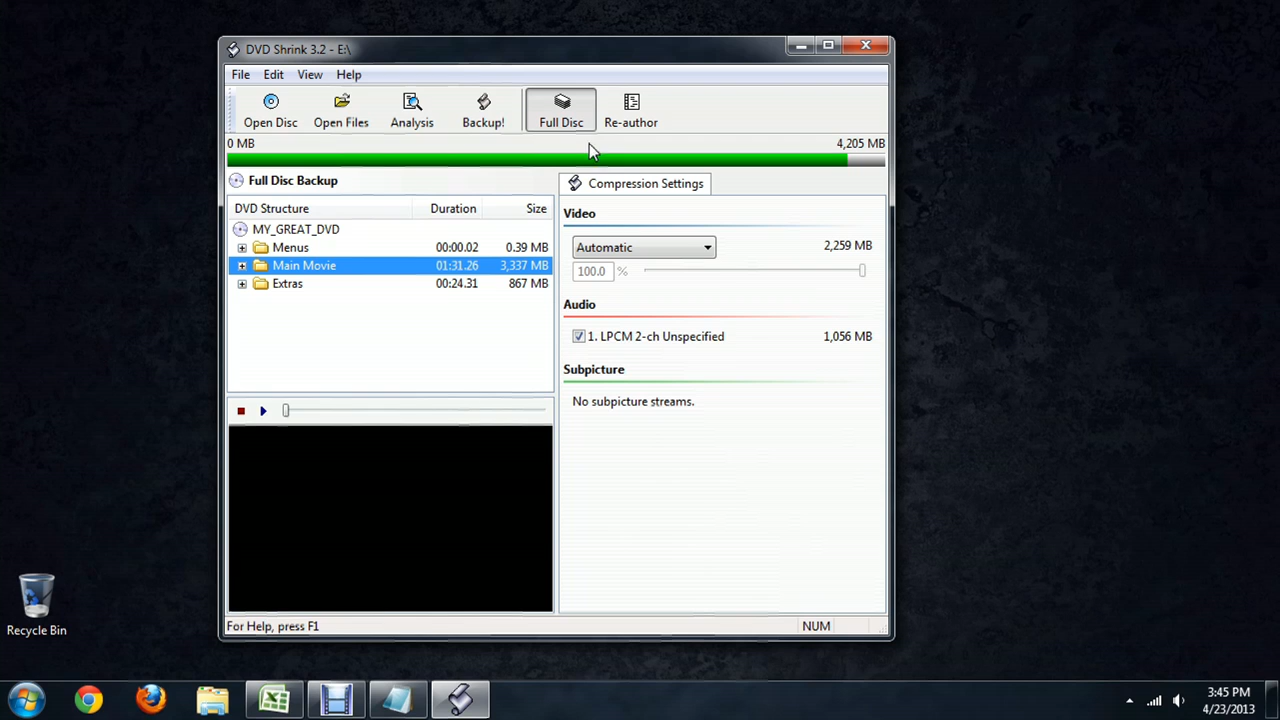 DVD Shrink 3.2 - E:\
File Edit View Help
Open Disc Open Files Analysis Backup! Full Disc Re-author
0 MB 4,205 MB
Full Disc Backup
DVD Structure Duration Size
MY_GREAT_DVD
Menus 00:00.02 0.39 MB
Main Movie 01:31.26 3,337 MB
Extras 00:24.31 867 MB
Compression Settings
Video
Automatic 2,259 MB
100.0 %
Audio
1. LPCM 2-ch Unspecified 1,056 MB
Subpicture
No subpicture streams.
For Help, press F1 NUM
Recycle Bin
3:45 PM
4/23/2013